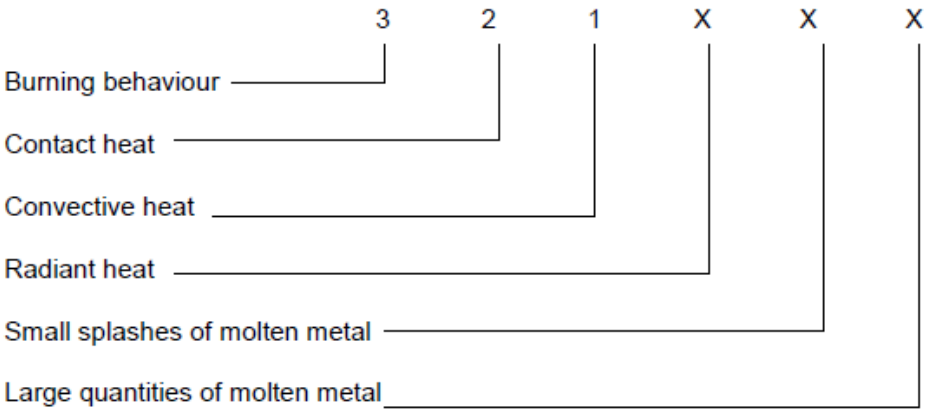 3 2 1 X X X
Burning behaviour
Contact heat
Convective heat
Radiant heat
Small splashes of molten metal
Large quantities of molten metal